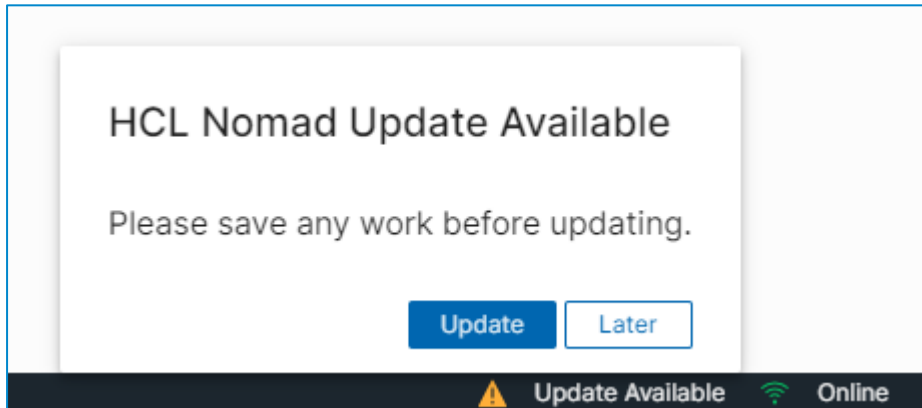 HCL Nomad Update Available
Please save any work before updating.
Update Later
Update Available Online